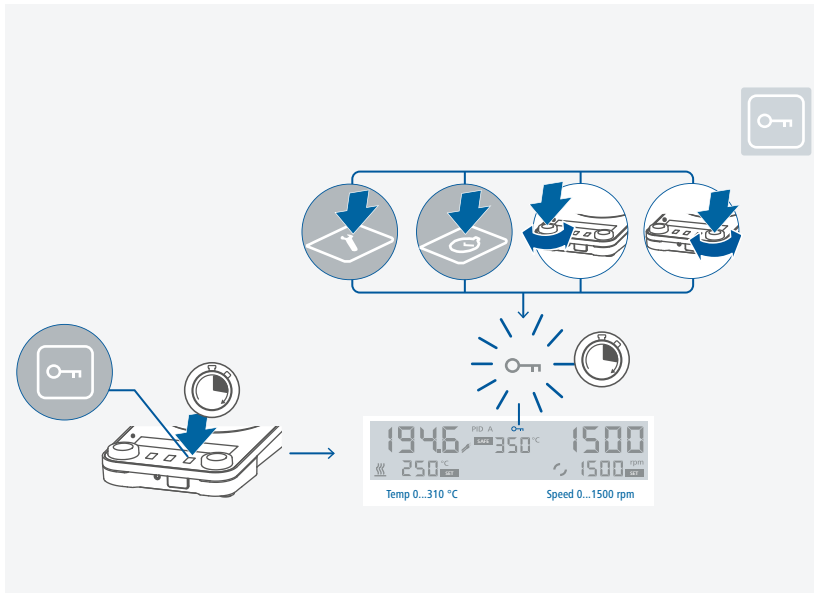 194.6
PID A
SAFE 350 °C
1500
250 °C SET
1500 rpm SET
Temp 0...310 °C
Speed 0...1500 rpm